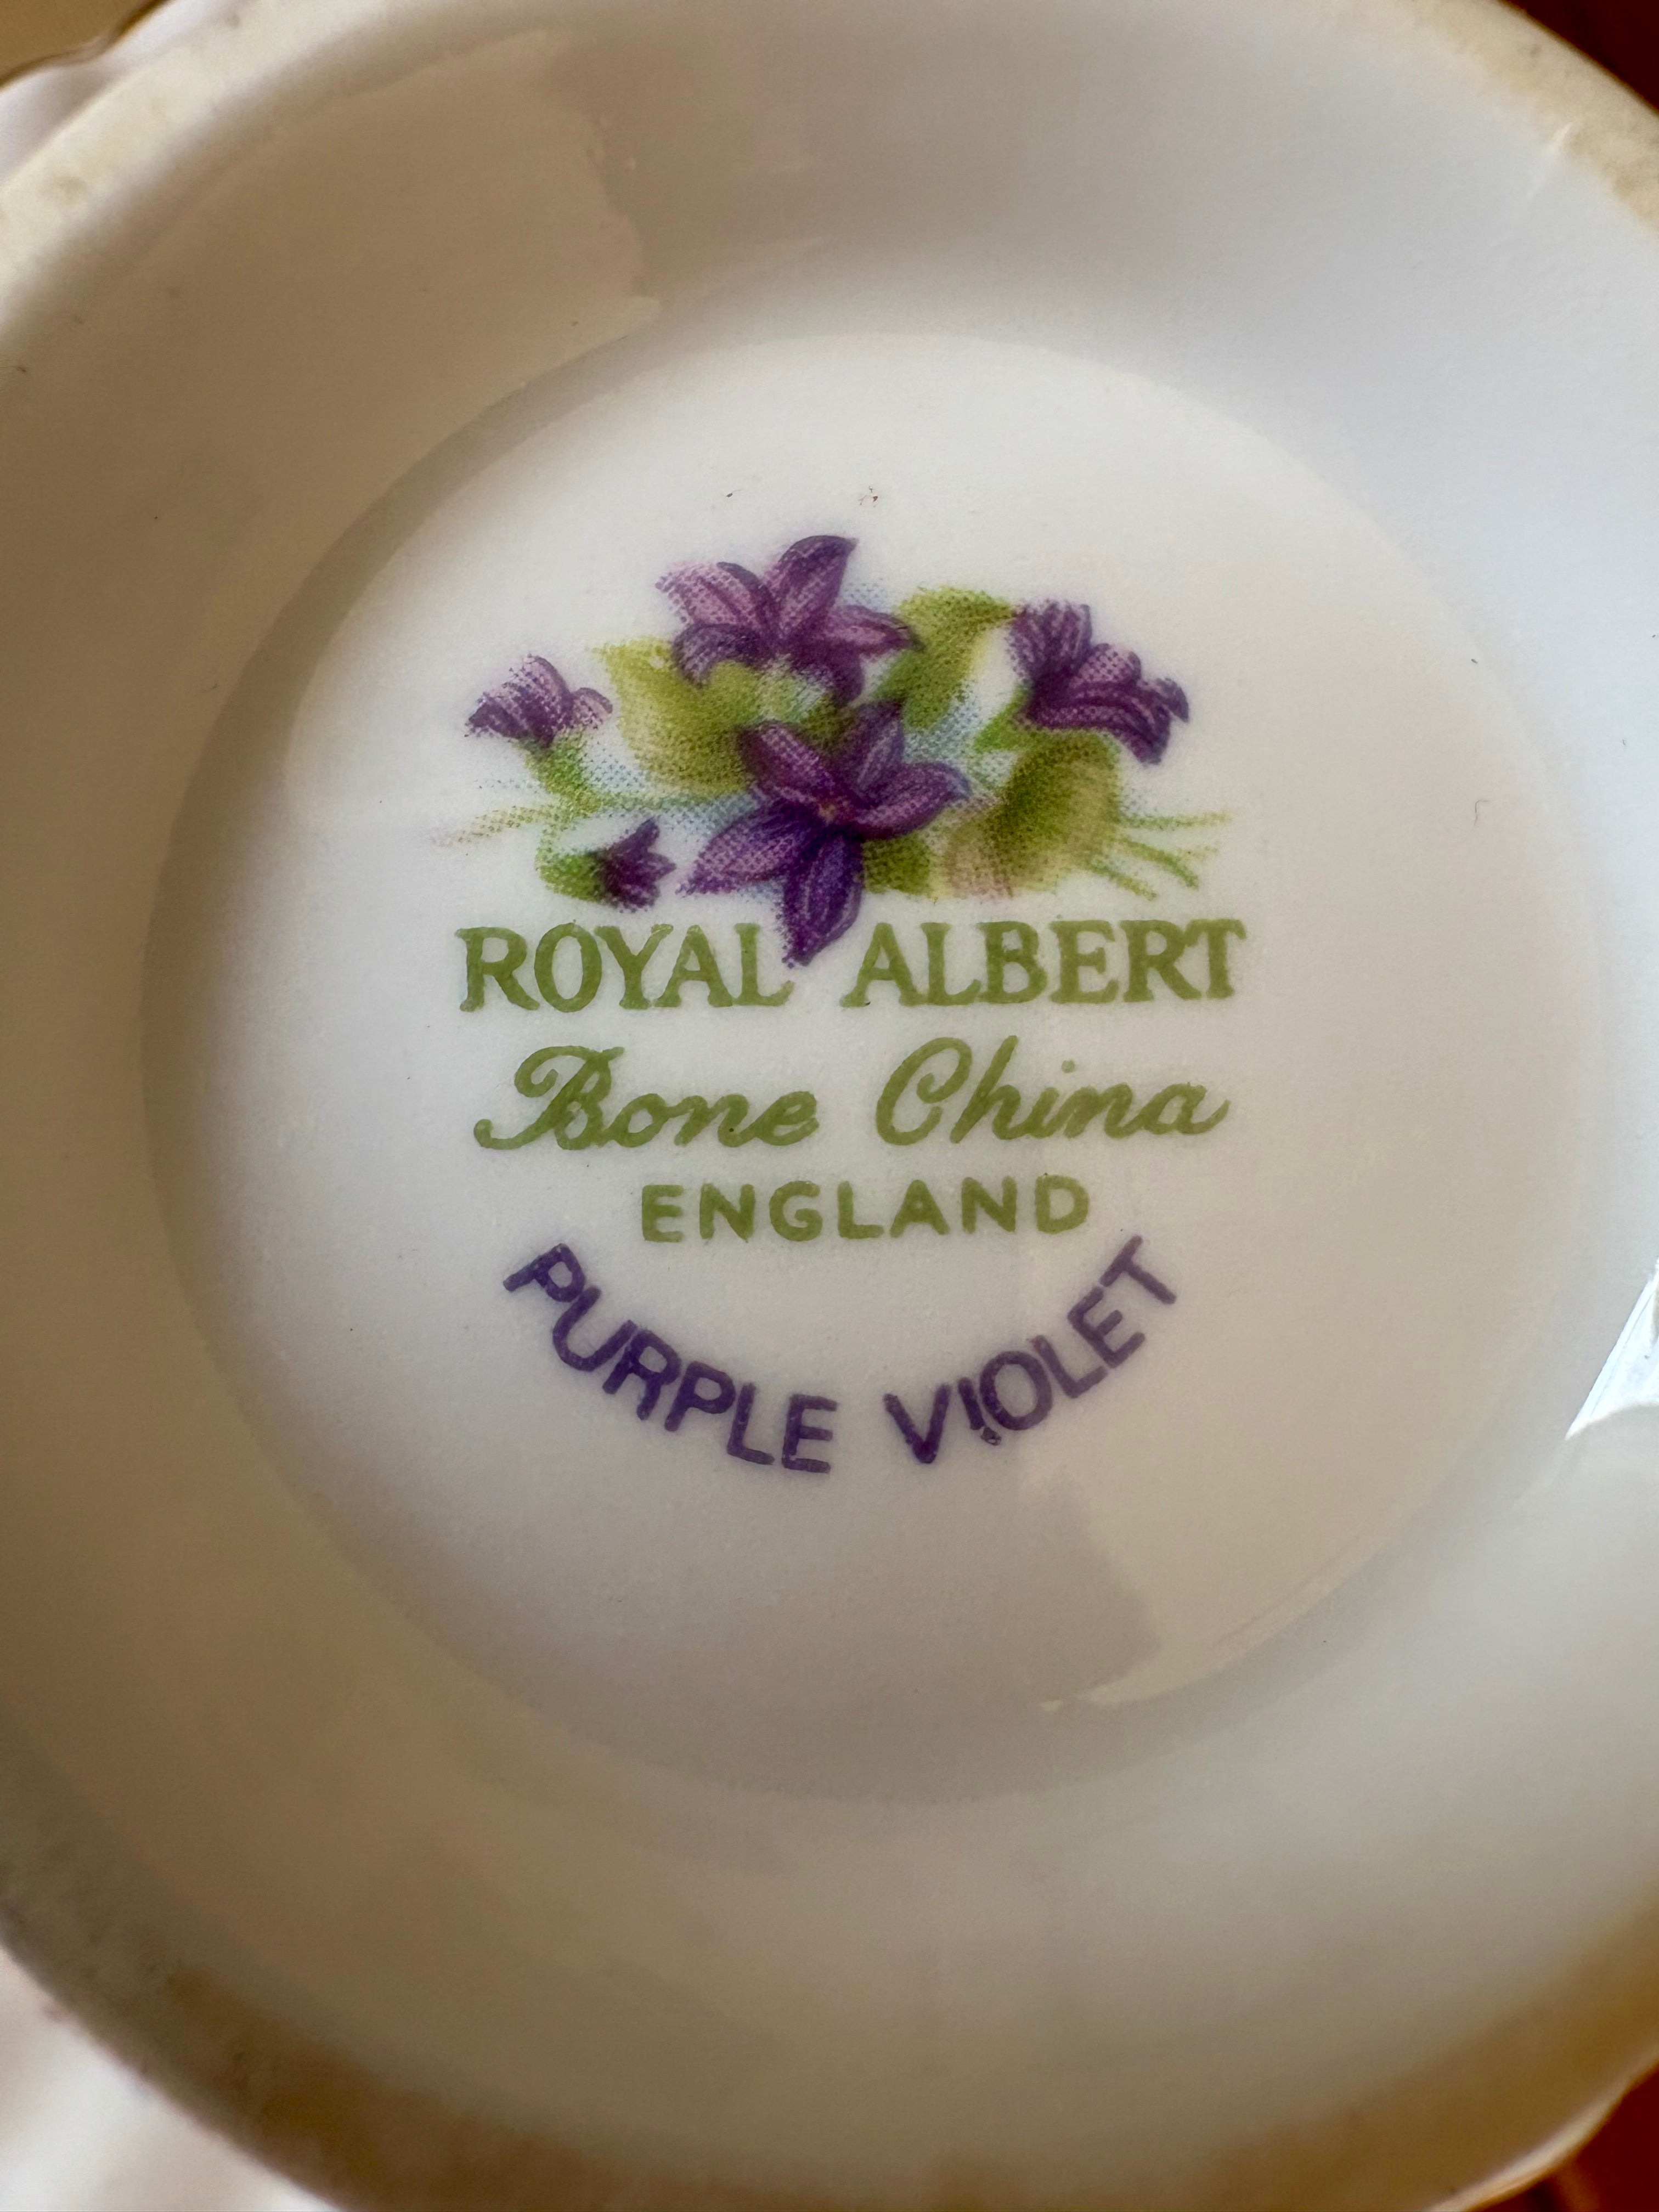 ROYAL ALBERT
Bone China
ENGLAND
PURPLE VIOLET